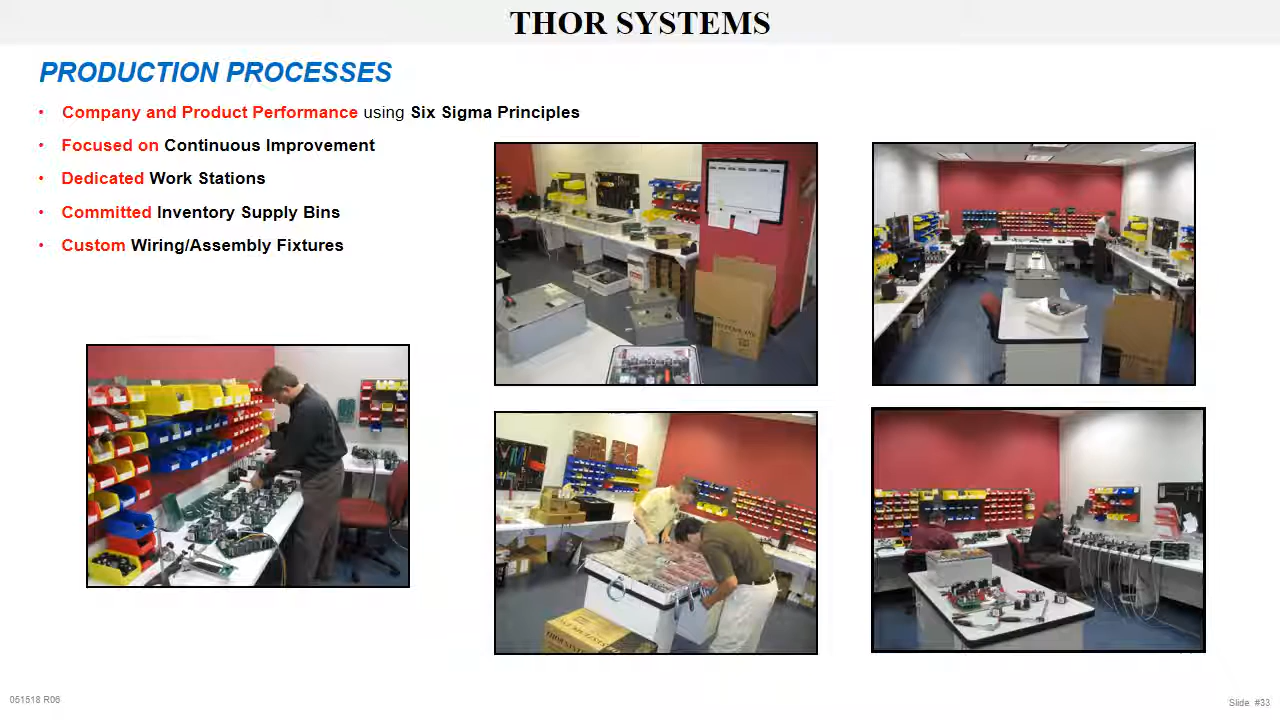 THOR SYSTEMS
PRODUCTION PROCESSES
• Company and Product Performance using Six Sigma Principles
• Focused on Continuous Improvement
• Dedicated Work Stations
• Committed Inventory Supply Bins
• Custom Wiring/Assembly Fixtures
051518 R06
Slide #33